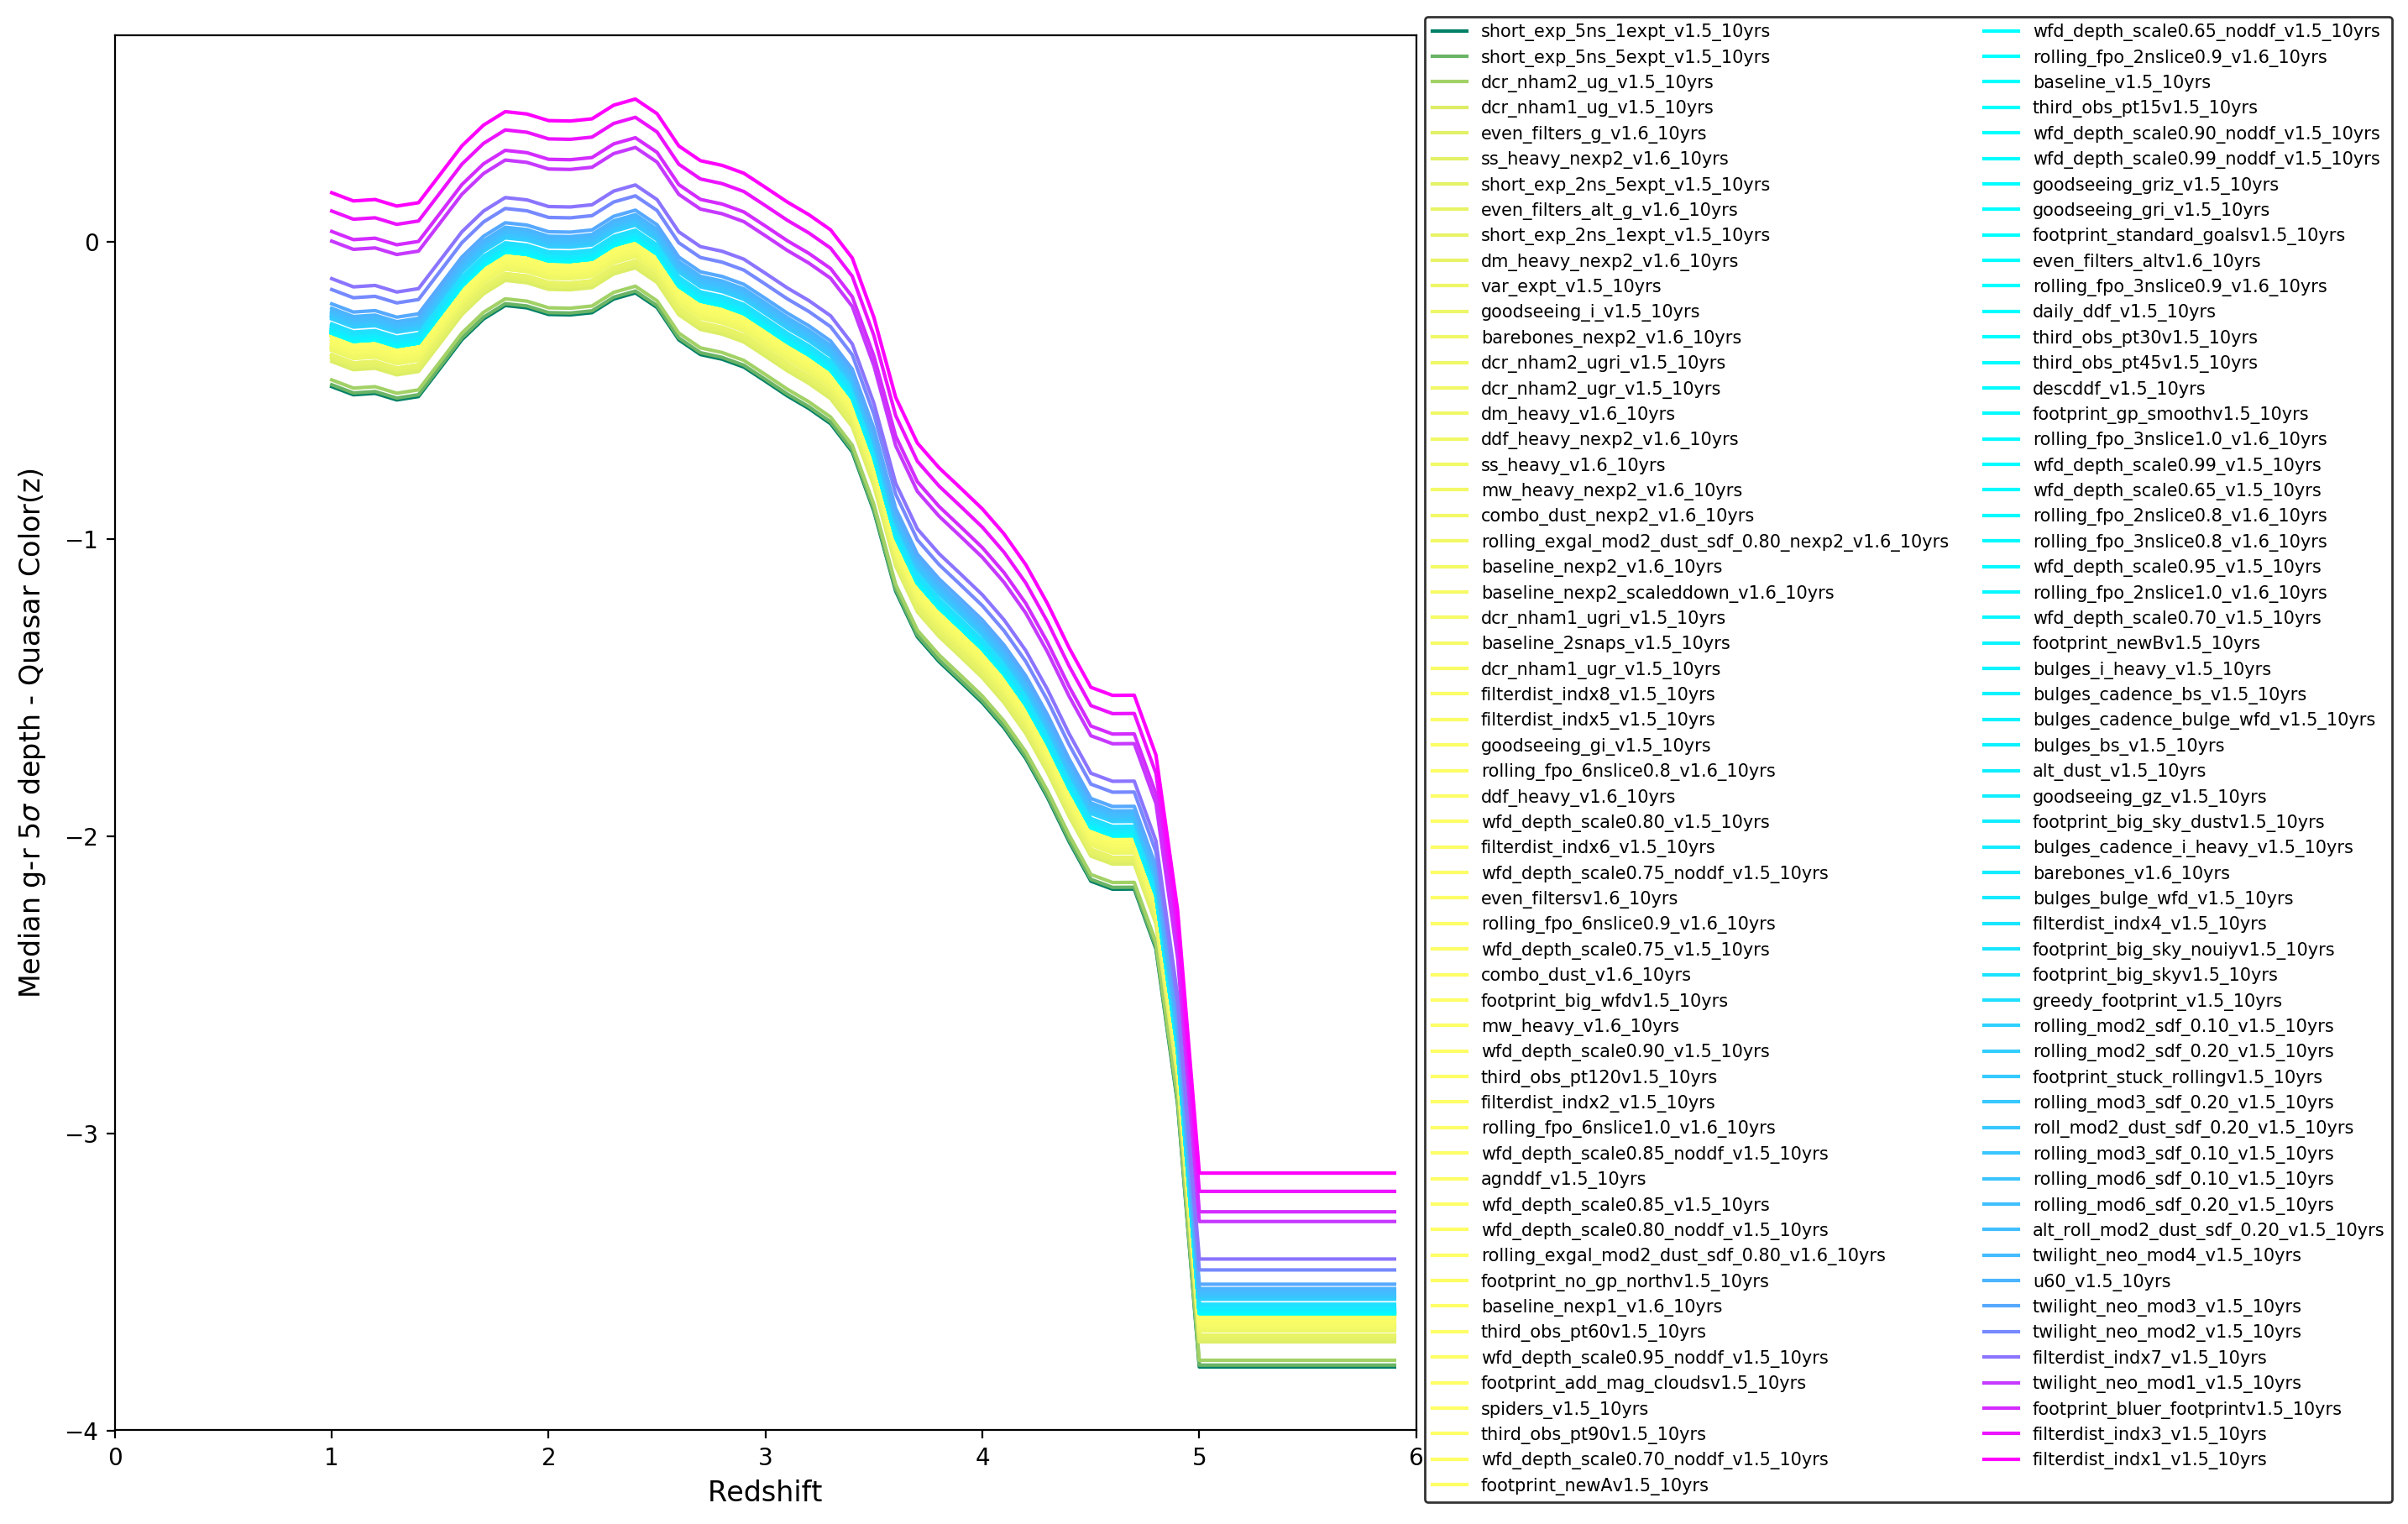 Median g-r 5σ depth - Quasar Color(z)
0
−1
−2
−3
−4
0 1 2 3 4 5 6
Redshift
short_exp_5ns_1expt_v1.5_10yrs
short_exp_5ns_5expt_v1.5_10yrs
dcr_nham2_ug_v1.5_10yrs
dcr_nham1_ug_v1.5_10yrs
even_filters_g_v1.6_10yrs
ss_heavy_nexp2_v1.6_10yrs
short_exp_2ns_5expt_v1.5_10yrs
even_filters_alt_g_v1.6_10yrs
short_exp_2ns_1expt_v1.5_10yrs
dm_heavy_nexp2_v1.6_10yrs
var_expt_v1.5_10yrs
goodseeing_i_v1.5_10yrs
barebones_nexp2_v1.6_10yrs
dcr_nham2_ugri_v1.5_10yrs
dcr_nham2_ugr_v1.5_10yrs
dm_heavy_v1.6_10yrs
ddf_heavy_nexp2_v1.6_10yrs
ss_heavy_v1.6_10yrs
mw_heavy_nexp2_v1.6_10yrs
combo_dust_nexp2_v1.6_10yrs
rolling_exgal_mod2_dust_sdf_0.80_nexp2_v1.6_10yrs
baseline_nexp2_v1.6_10yrs
baseline_nexp2_scaleddown_v1.6_10yrs
dcr_nham1_ugri_v1.5_10yrs
baseline_2snaps_v1.5_10yrs
dcr_nham1_ugr_v1.5_10yrs
filterdist_indx8_v1.5_10yrs
filterdist_indx5_v1.5_10yrs
goodseeing_gi_v1.5_10yrs
rolling_fpo_6nslice0.8_v1.6_10yrs
ddf_heavy_v1.6_10yrs
wfd_depth_scale0.80_v1.5_10yrs
filterdist_indx6_v1.5_10yrs
wfd_depth_scale0.75_noddf_v1.5_10yrs
even_filtersv1.6_10yrs
rolling_fpo_6nslice0.9_v1.6_10yrs
wfd_depth_scale0.75_v1.5_10yrs
combo_dust_v1.6_10yrs
footprint_big_wfdv1.5_10yrs
mw_heavy_v1.6_10yrs
wfd_depth_scale0.90_v1.5_10yrs
third_obs_pt120v1.5_10yrs
filterdist_indx2_v1.5_10yrs
rolling_fpo_6nslice1.0_v1.6_10yrs
wfd_depth_scale0.85_noddf_v1.5_10yrs
agnddf_v1.5_10yrs
wfd_depth_scale0.85_v1.5_10yrs
wfd_depth_scale0.80_noddf_v1.5_10yrs
rolling_exgal_mod2_dust_sdf_0.80_v1.6_10yrs
footprint_no_gp_northv1.5_10yrs
baseline_nexp1_v1.6_10yrs
third_obs_pt60v1.5_10yrs
wfd_depth_scale0.95_noddf_v1.5_10yrs
footprint_add_mag_cloudsv1.5_10yrs
spiders_v1.5_10yrs
third_obs_pt90v1.5_10yrs
wfd_depth_scale0.70_noddf_v1.5_10yrs
footprint_newAv1.5_10yrs
wfd_depth_scale0.65_noddf_v1.5_10yrs
rolling_fpo_2nslice0.9_v1.6_10yrs
baseline_v1.5_10yrs
third_obs_pt15v1.5_10yrs
wfd_depth_scale0.90_noddf_v1.5_10yrs
wfd_depth_scale0.99_noddf_v1.5_10yrs
goodseeing_griz_v1.5_10yrs
goodseeing_gri_v1.5_10yrs
footprint_standard_goalsv1.5_10yrs
even_filters_altv1.6_10yrs
rolling_fpo_3nslice0.9_v1.6_10yrs
daily_ddf_v1.5_10yrs
third_obs_pt30v1.5_10yrs
third_obs_pt45v1.5_10yrs
descddf_v1.5_10yrs
footprint_gp_smoothv1.5_10yrs
rolling_fpo_3nslice1.0_v1.6_10yrs
wfd_depth_scale0.99_v1.5_10yrs
wfd_depth_scale0.65_v1.5_10yrs
rolling_fpo_2nslice0.8_v1.6_10yrs
rolling_fpo_3nslice0.8_v1.6_10yrs
wfd_depth_scale0.95_v1.5_10yrs
rolling_fpo_2nslice1.0_v1.6_10yrs
wfd_depth_scale0.70_v1.5_10yrs
footprint_newBv1.5_10yrs
bulges_i_heavy_v1.5_10yrs
bulges_cadence_bs_v1.5_10yrs
bulges_cadence_bulge_wfd_v1.5_10yrs
bulges_bs_v1.5_10yrs
alt_dust_v1.5_10yrs
goodseeing_gz_v1.5_10yrs
footprint_big_sky_dustv1.5_10yrs
bulges_cadence_i_heavy_v1.5_10yrs
barebones_v1.6_10yrs
bulges_bulge_wfd_v1.5_10yrs
filterdist_indx4_v1.5_10yrs
footprint_big_sky_nouiyv1.5_10yrs
footprint_big_skyv1.5_10yrs
greedy_footprint_v1.5_10yrs
rolling_mod2_sdf_0.10_v1.5_10yrs
rolling_mod2_sdf_0.20_v1.5_10yrs
footprint_stuck_rollingv1.5_10yrs
rolling_mod3_sdf_0.20_v1.5_10yrs
roll_mod2_dust_sdf_0.20_v1.5_10yrs
rolling_mod3_sdf_0.10_v1.5_10yrs
rolling_mod6_sdf_0.10_v1.5_10yrs
rolling_mod6_sdf_0.20_v1.5_10yrs
alt_roll_mod2_dust_sdf_0.20_v1.5_10yrs
twilight_neo_mod4_v1.5_10yrs
u60_v1.5_10yrs
twilight_neo_mod3_v1.5_10yrs
twilight_neo_mod2_v1.5_10yrs
filterdist_indx7_v1.5_10yrs
twilight_neo_mod1_v1.5_10yrs
footprint_bluer_footprintv1.5_10yrs
filterdist_indx3_v1.5_10yrs
filterdist_indx1_v1.5_10yrs